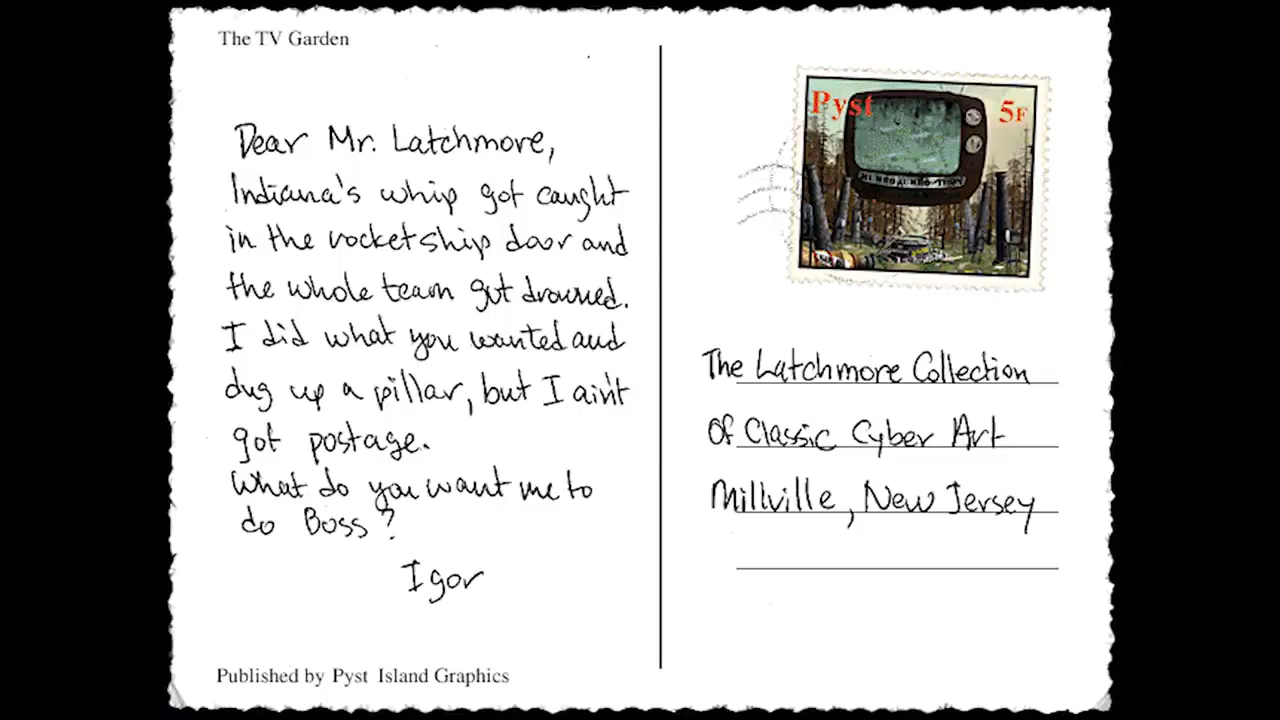 The TV Garden
Dear Mr. Latchmore,
Indiana's whip got caught
in the rocketship door and
the whole team got drowned.
I did what you wanted and
dug up a pillar, but I ain't
got postage.
What do you want me to
do Boss?
Igor
Published by Pyst Island Graphics
Pyst
5F
The Latchmore Collection
Of Classic Cyber Art
Millville, New Jersey